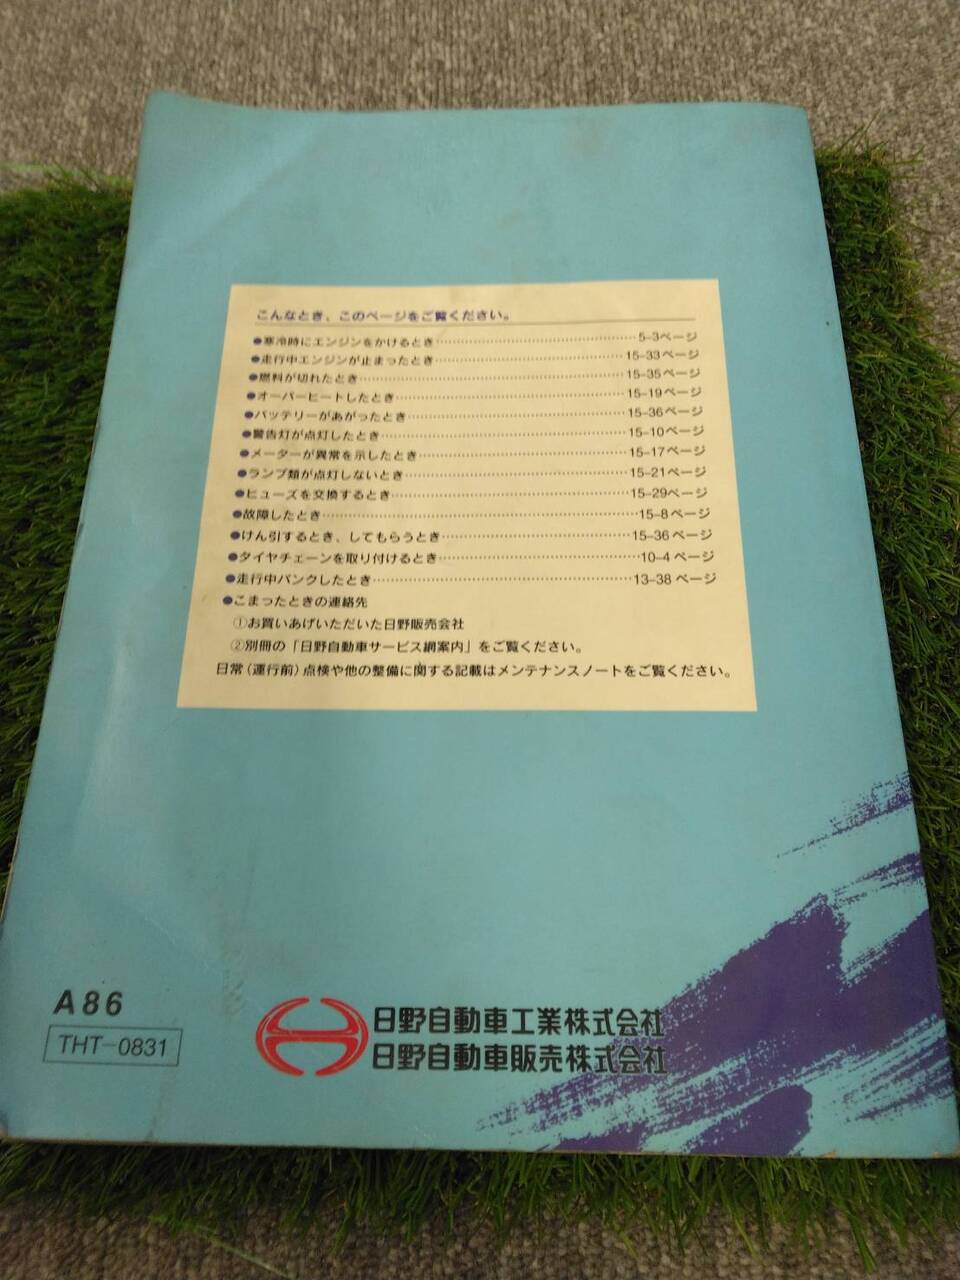 こんなとき、このページをご覧ください。
●寒冷時にエンジンをかけるとき…………5-3ページ
●走行中エンジンが止まったとき…………15-33ページ
●燃料が切れたとき…………15-35ページ
●オーバーヒートしたとき…………15-19ページ
●バッテリーがあがったとき…………15-36ページ
●警告灯が点灯したとき…………15-10ページ
●メーターが異常を示したとき…………15-17ページ
●ランプ類が点灯しないとき…………15-21ページ
●ヒューズを交換するとき…………15-29ページ
●故障したとき…………15-8ページ
●けん引するとき、してもらうとき…………15-36ページ
●タイヤチェーンを取り付けるとき…………10-4ページ
●走行中パンクしたとき…………13-38ページ
●こまったときの連絡先
①お買いあげいただいた日野販売会社
②別冊の「日野自動車サービス網案内」をご覧ください。
日常(運行前)点検や他の整備に関する記載はメンテナンスノートをご覧ください。
A86
THT-0831
日野自動車工業株式会社
日野自動車販売株式会社